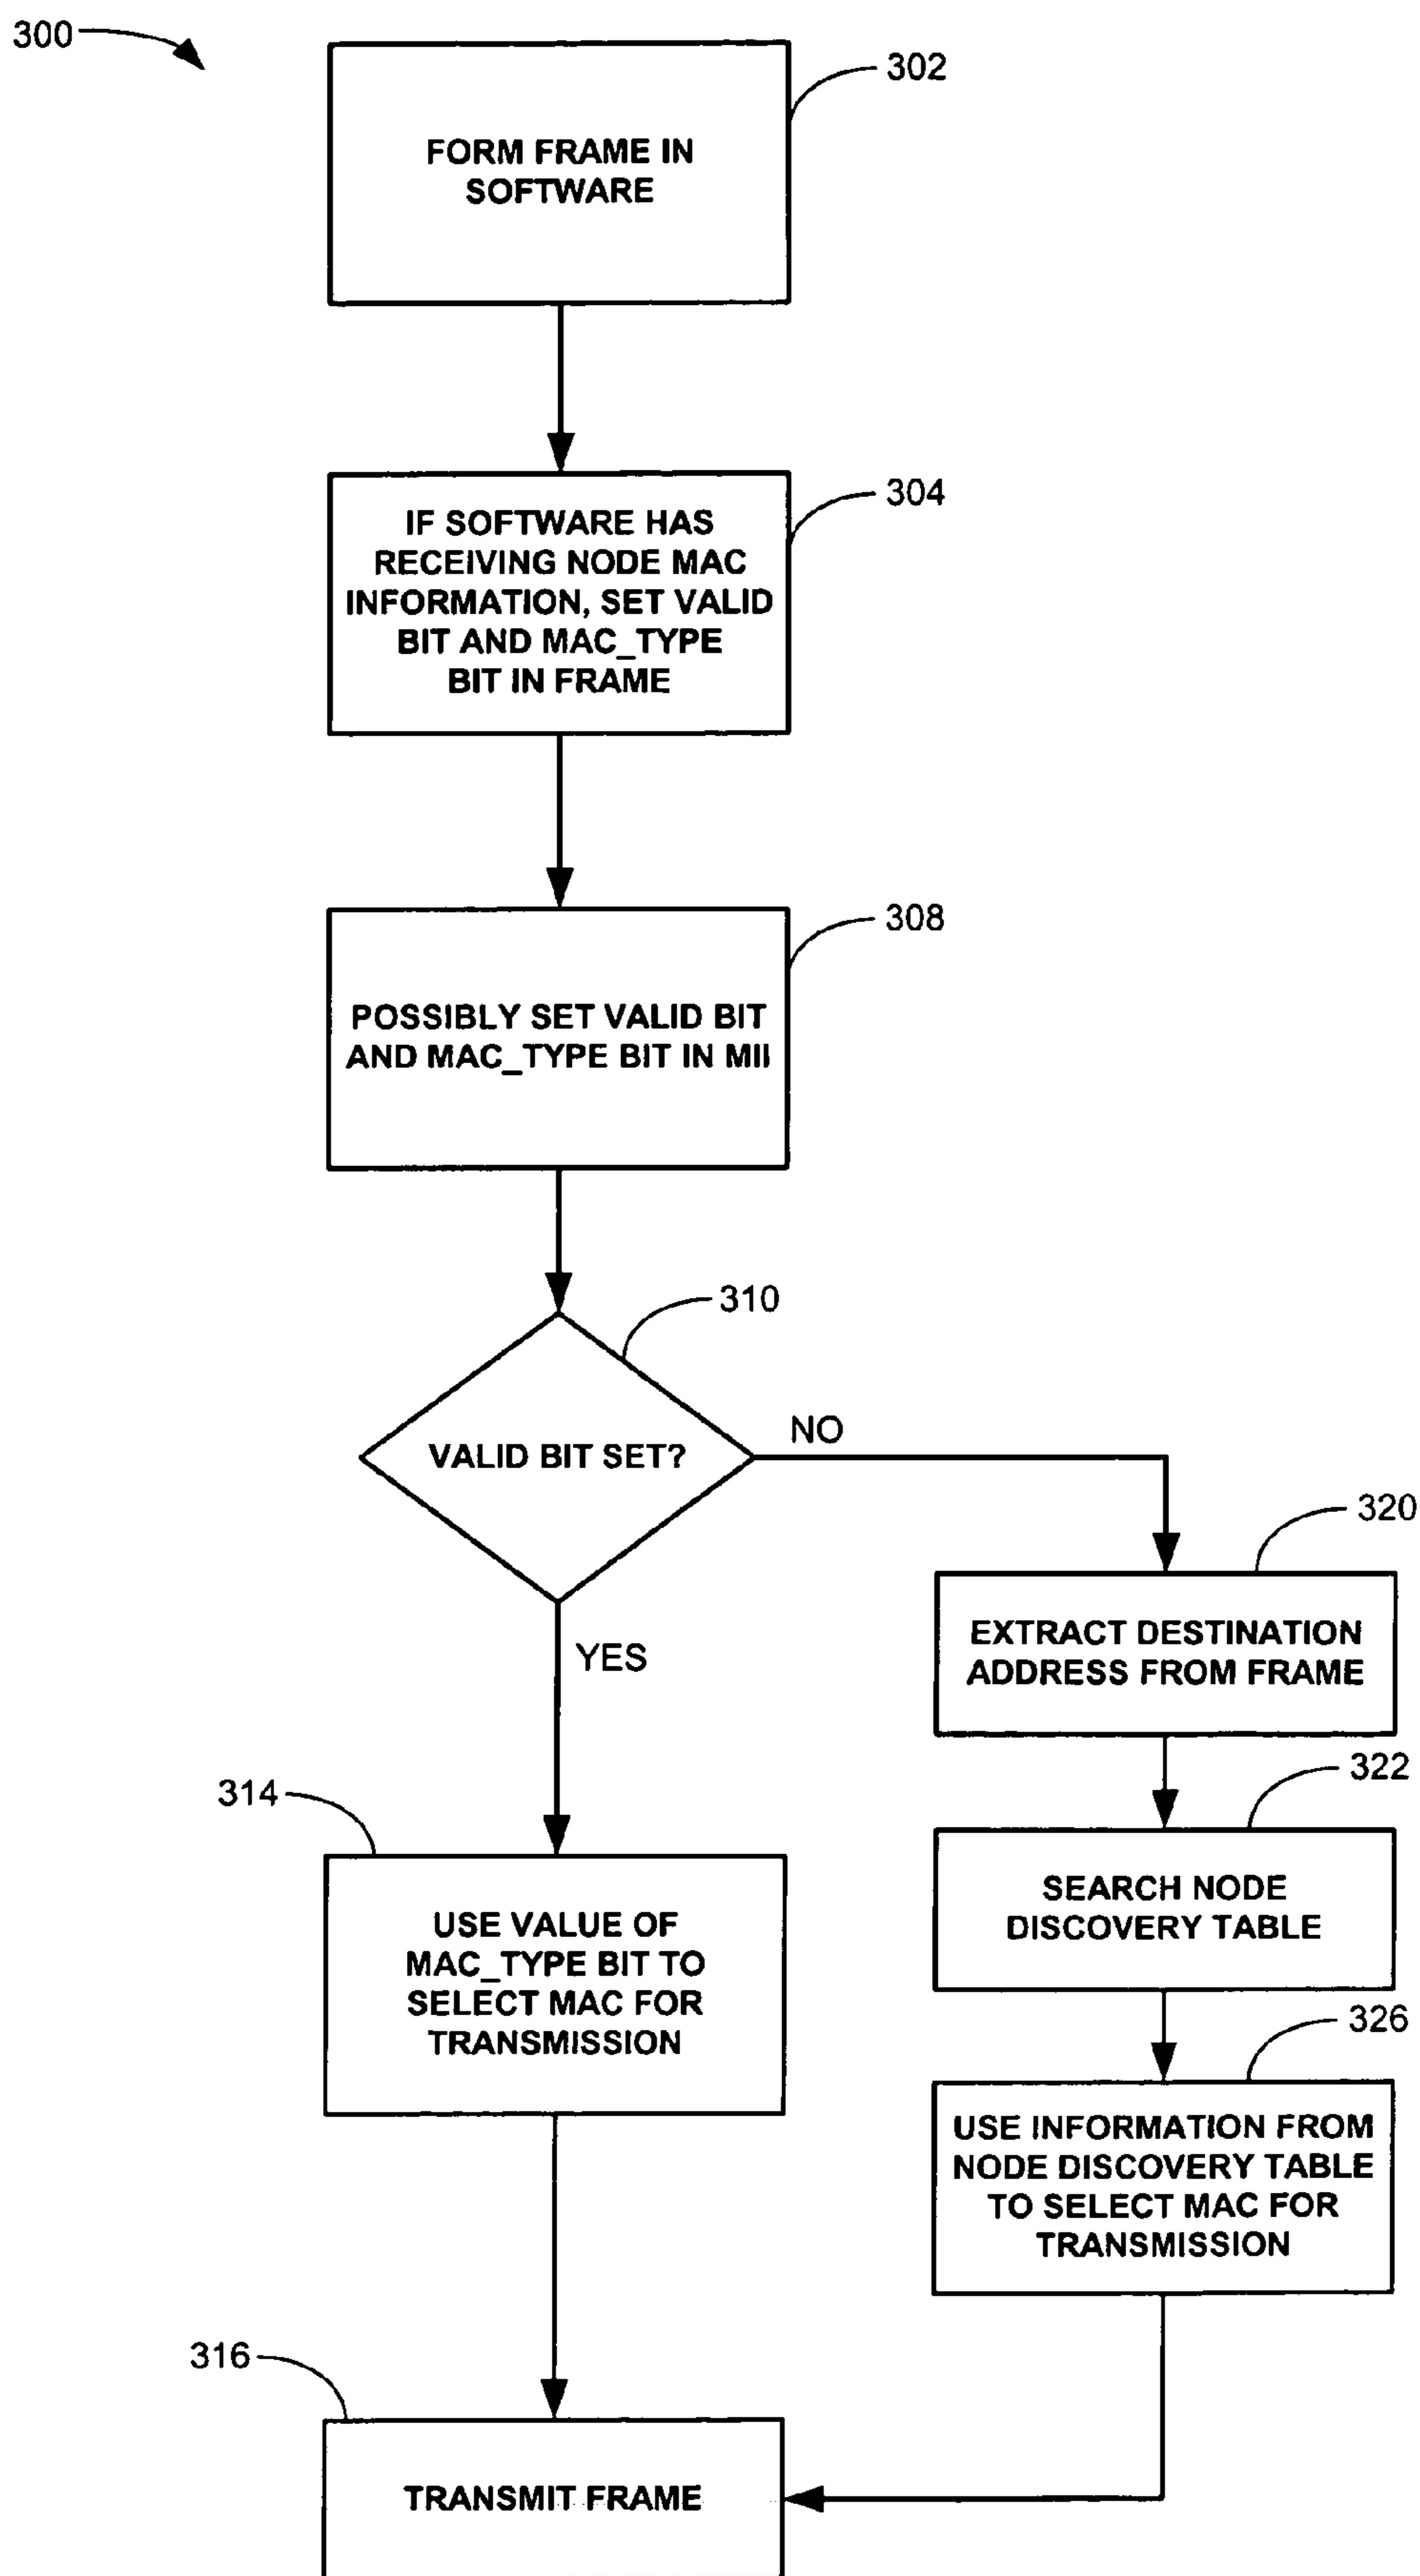 300
302
FORM FRAME IN
SOFTWARE
304
IF SOFTWARE HAS
RECEIVING NODE MAC
INFORMATION, SET VALID
BIT AND MAC_TYPE
BIT IN FRAME
308
POSSIBLY SET VALID BIT
AND MAC_TYPE BIT IN MII
310
VALID BIT SET?
NO
YES
320
EXTRACT DESTINATION
ADDRESS FROM FRAME
322
SEARCH NODE
DISCOVERY TABLE
314
USE VALUE OF
MAC_TYPE BIT TO
SELECT MAC FOR
TRANSMISSION
326
USE INFORMATION FROM
NODE DISCOVERY TABLE
TO SELECT MAC FOR
TRANSMISSION
316
TRANSMIT FRAME